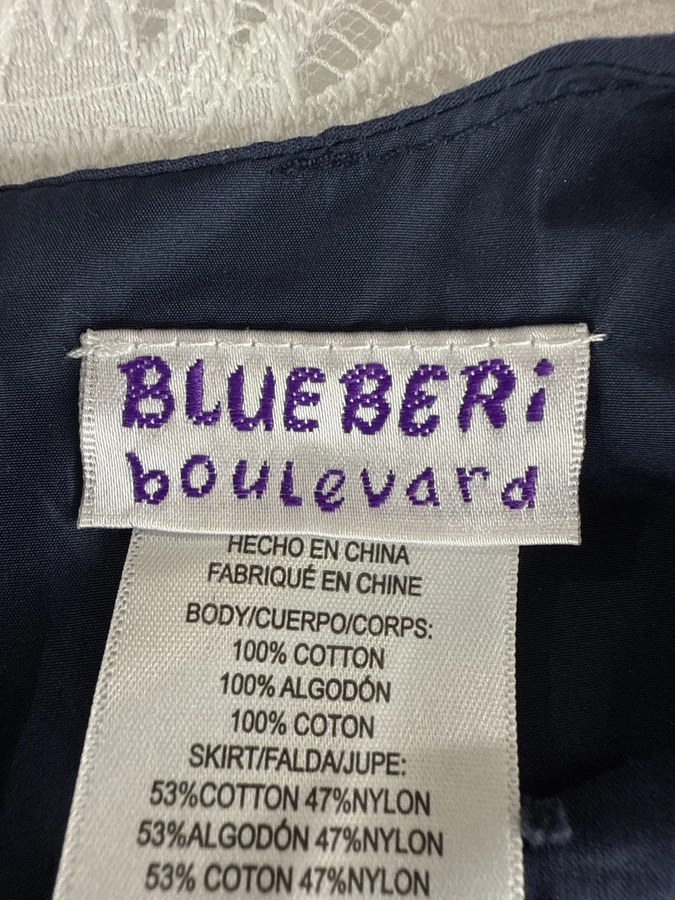 BLUEBERi
boulevard
HECHO EN CHINA
FABRIQUÉ EN CHINE
BODY/CUERPO/CORPS:
100% COTTON
100% ALGODÓN
100% COTON
SKIRT/FALDA/JUPE:
53%COTTON 47%NYLON
53%ALGODÓN 47%NYLON
53% COTON 47%NYLON